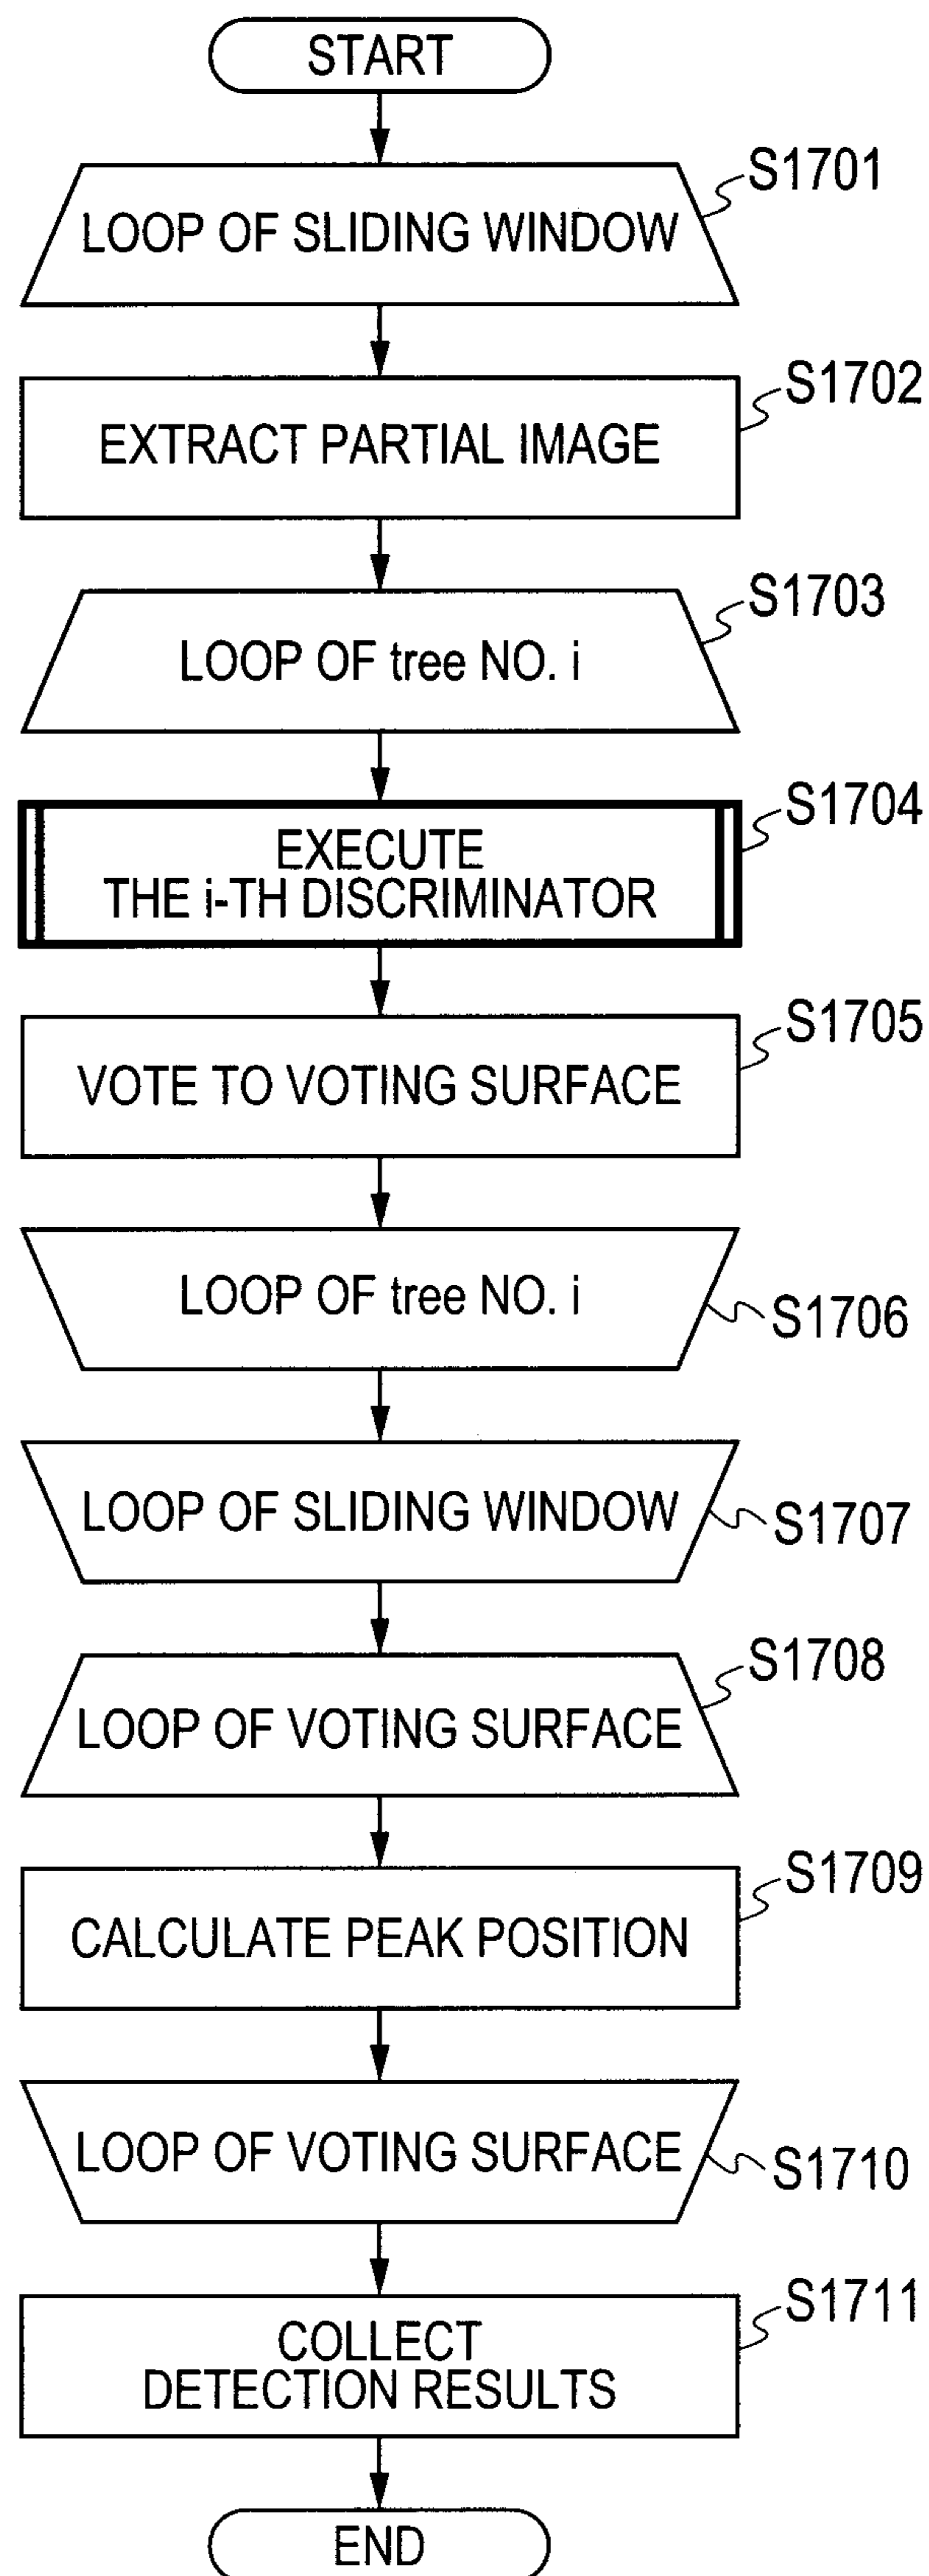 START
LOOP OF SLIDING WINDOW
S1701
EXTRACT PARTIAL IMAGE
S1702
LOOP OF tree NO. i
S1703
EXECUTE
THE i-TH DISCRIMINATOR
S1704
VOTE TO VOTING SURFACE
S1705
LOOP OF tree NO. i
S1706
LOOP OF SLIDING WINDOW
S1707
LOOP OF VOTING SURFACE
S1708
CALCULATE PEAK POSITION
S1709
LOOP OF VOTING SURFACE
S1710
COLLECT
DETECTION RESULTS
S1711
END